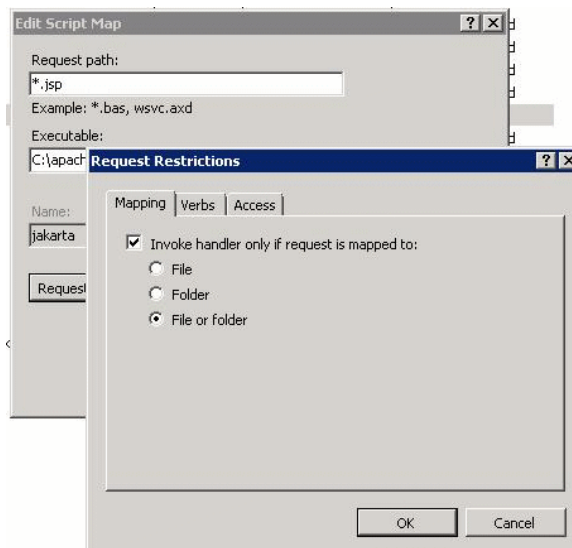 Edit Script Map
Request path:
*.jsp
Example: *.bas, wsvc.axd
Executable:
C:\apach
Name:
jakarta
Request
Request Restrictions
Mapping Verbs Access
Invoke handler only if request is mapped to:
File
Folder
File or folder
OK Cancel